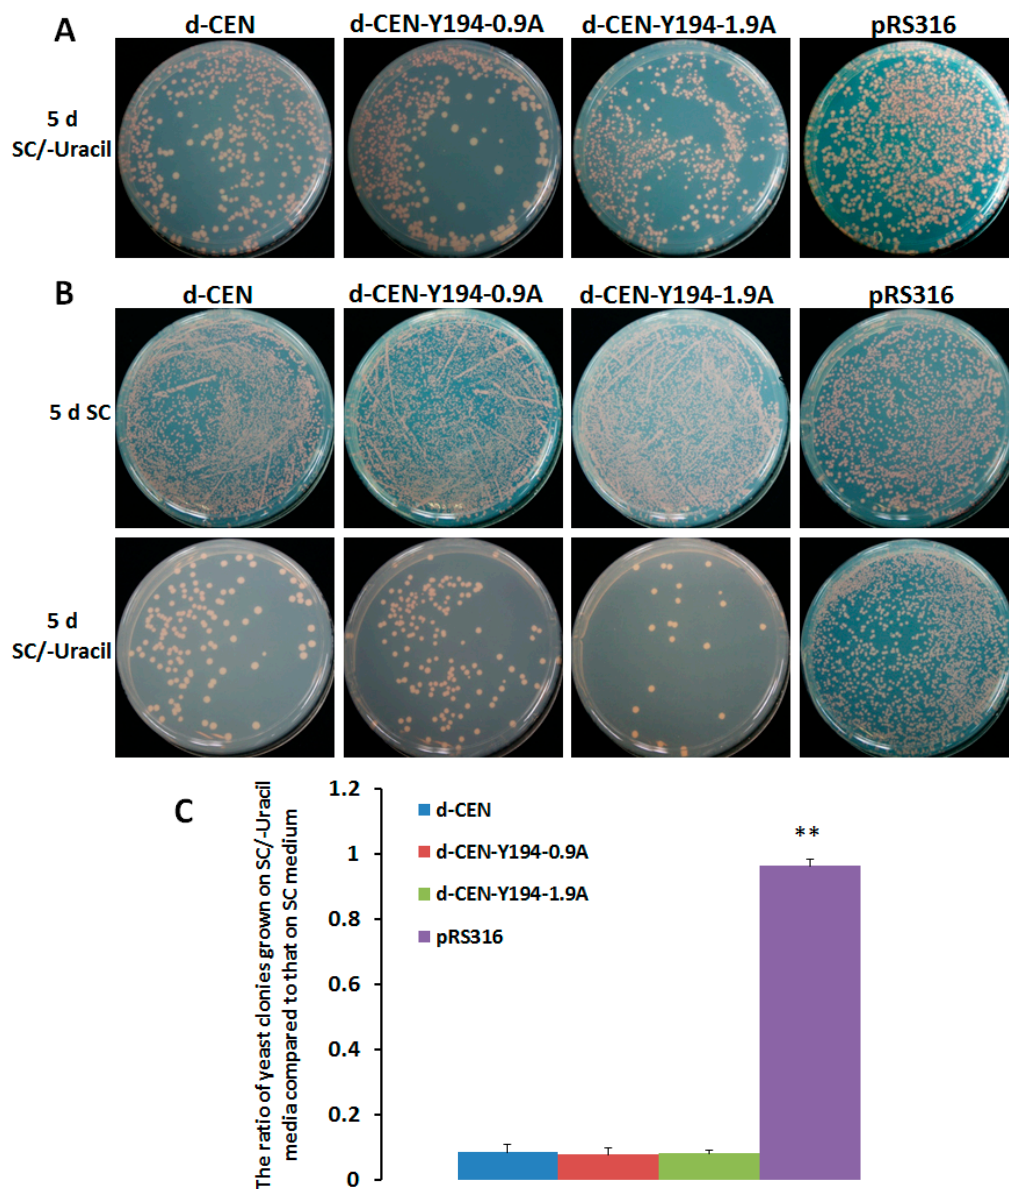 A
d-CEN d-CEN-Y194-0.9A d-CEN-Y194-1.9A pRS316
5 d
SC/-Uracil
B
d-CEN d-CEN-Y194-0.9A d-CEN-Y194-1.9A pRS316
5 d SC
5 d
SC/-Uracil
C
The ratio of yeast clonies grown on SC/-Uracil
media compared to that on SC medium
1.2
1
0.8
0.6
0.4
0.2
0
d-CEN
d-CEN-Y194-0.9A
d-CEN-Y194-1.9A
pRS316
**